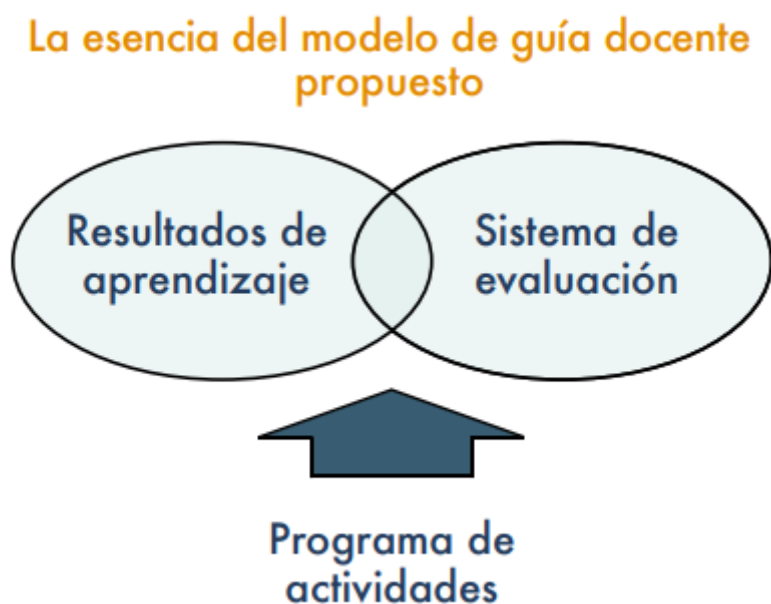 La esencia del modelo de guía docente
propuesto
Resultados de
aprendizaje
Sistema de
evaluación
Programa de
actividades